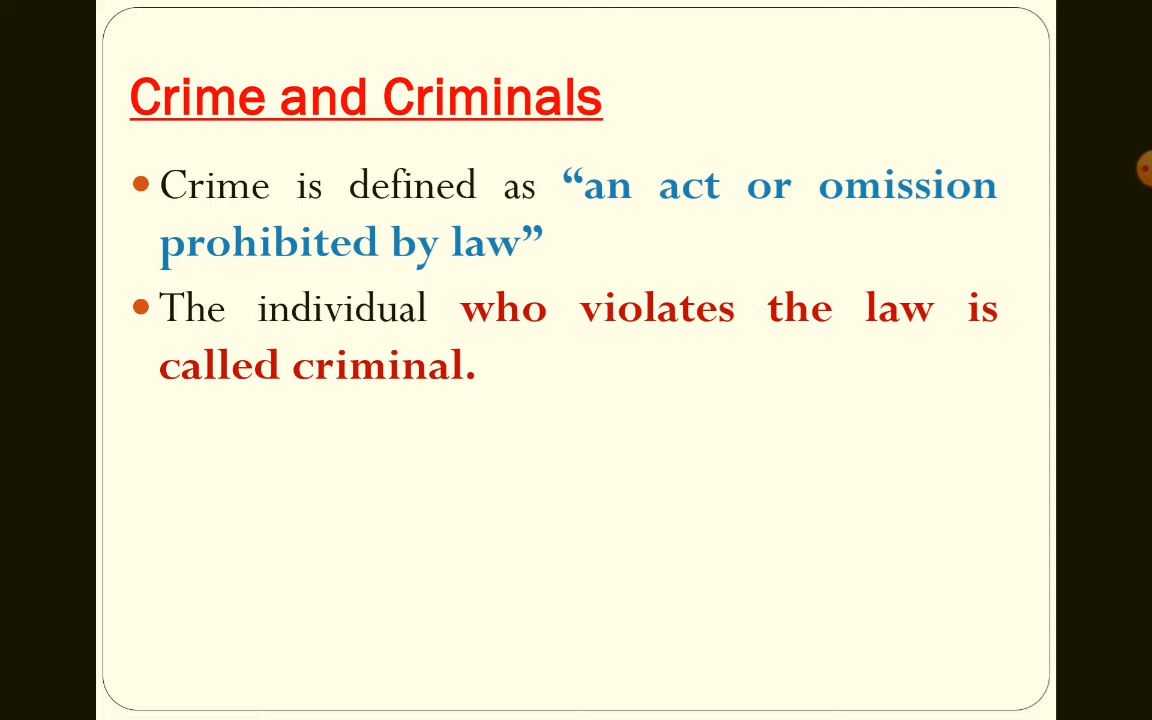 Crime and Criminals
Crime is defined as “an act or omission
prohibited by law”
The individual who violates the law is
called criminal.